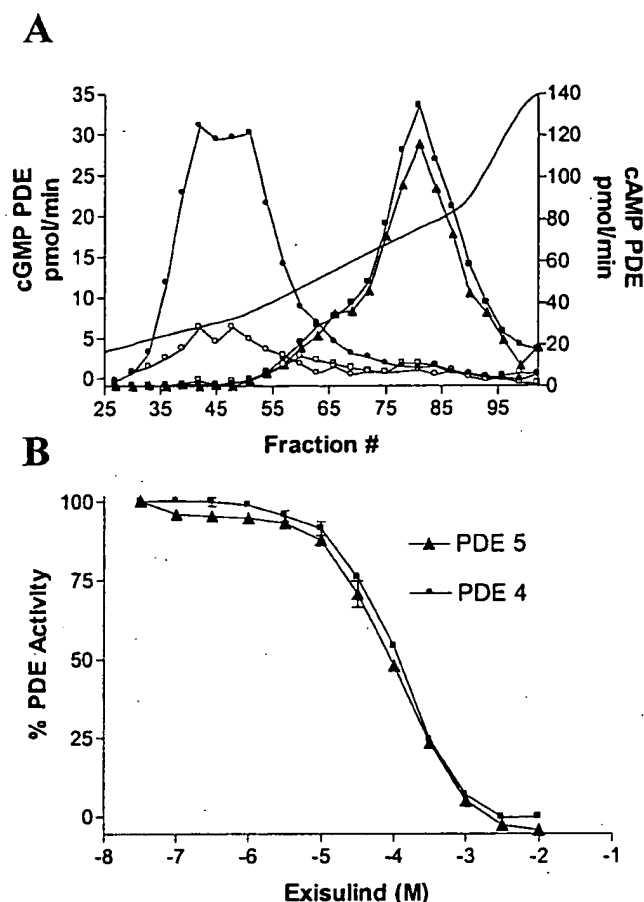 A
35
30
25
20
15
10
5
0
cGMP PDE
pmol/min
140
120
100
80
60
40
20
0
cAMP PDE
pmol/min
25 35 45 55 65 75 85 95
Fraction #
B
100
75
50
25
0
% PDE Activity
PDE 5
PDE 4
-8 -7 -6 -5 -4 -3 -2 -1
Exisulind (M)